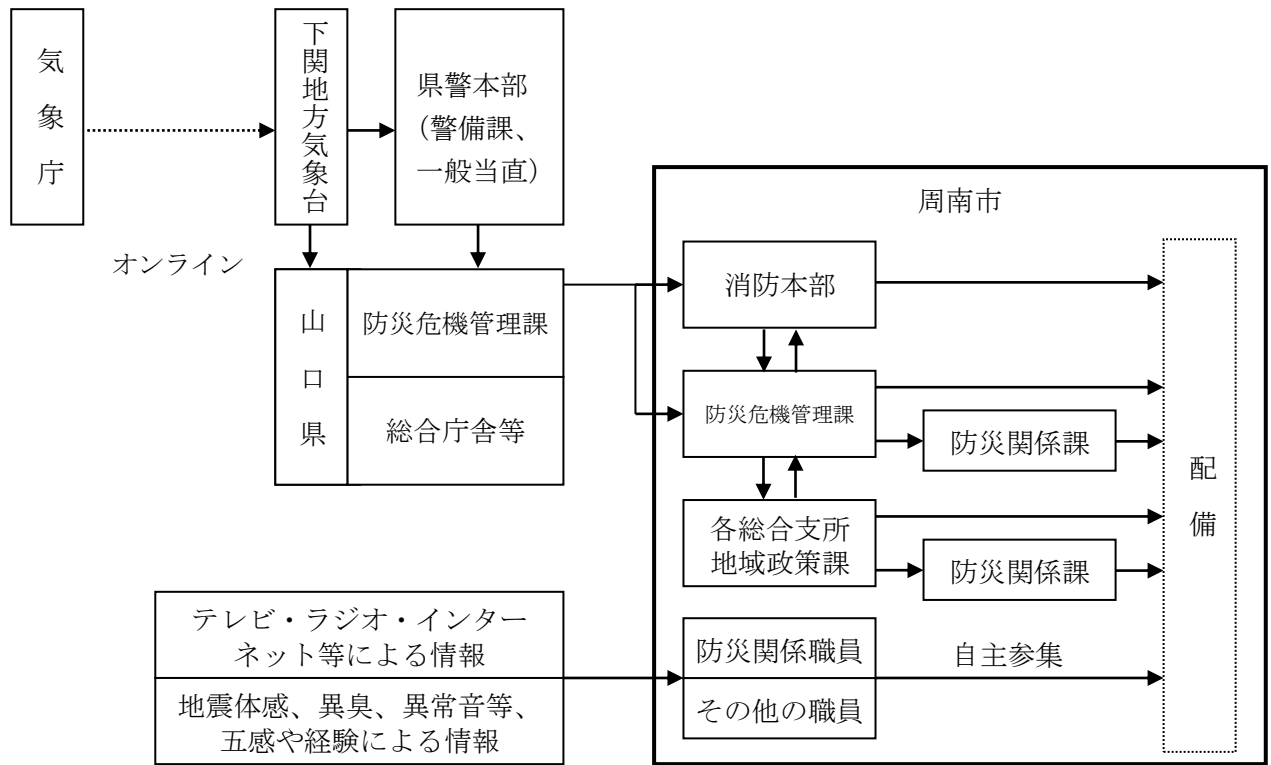 気象庁
下関地方気象台
県警本部
（警備課、
一般当直）
オンライン
山口県
防災危機管理課
総合庁舎等
周南市
消防本部
防災危機管理課
防災関係課
各総合支所
地域政策課
防災関係課
配備
テレビ・ラジオ・インター
ネット等による情報
地震体感、異臭、異常音等、
五感や経験による情報
防災関係職員
その他の職員
自主参集